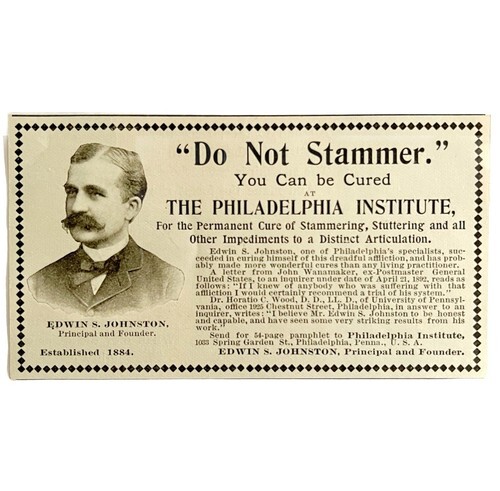 "Do Not Stammer."
You Can be Cured
AT
THE PHILADELPHIA INSTITUTE,
For the Permanent Cure of Stammering, Stuttering and all
Other Impediments to a Distinct Articulation.
Edwin S. Johnston, one of Philadelphia's specialists, suc-
ceeded in curing himself of this dreadful affliction, and has prob-
ably made more wonderful cures than any living practitioner.
A letter from John Wanamaker, ex-Postmaster General
United States, to an inquirer under date of April 21, 1892, reads as
follows: "If I knew of anybody who was suffering with that
affliction I would certainly recommend a trial of his system."
Dr. Horatio C. Wood, D. D., LL. D., of University of Pennsyl-
vania, office 1925 Chestnut Street, Philadelphia, in answer to an
inquirer, writes: "I believe Mr. Edwin S. Johnston to be honest
and capable, and have seen some very striking results from his
work."
Send for 54-page pamphlet to Philadelphia Institute,
1033 Spring Garden St., Philadelphia, Penna., U. S. A.
EDWIN S. JOHNSTON, Principal and Founder.
EDWIN S. JOHNSTON,
Principal and Founder.
Established 1884.